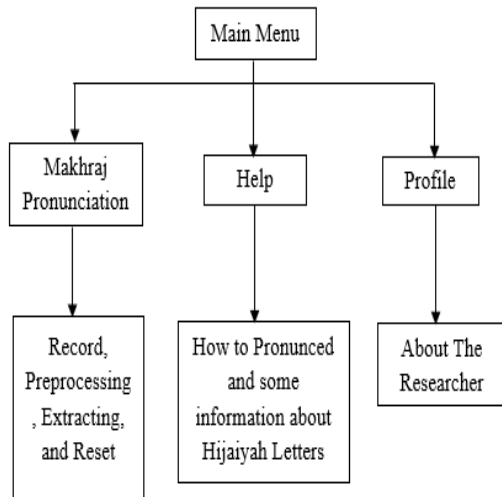 Main Menu
Makhraj
Pronunciation
Help
Profile
Record,
Preprocessing
, Extracting,
and Reset
How to Pronunced
and some
information about
Hijaiyah Letters
About The
Researcher